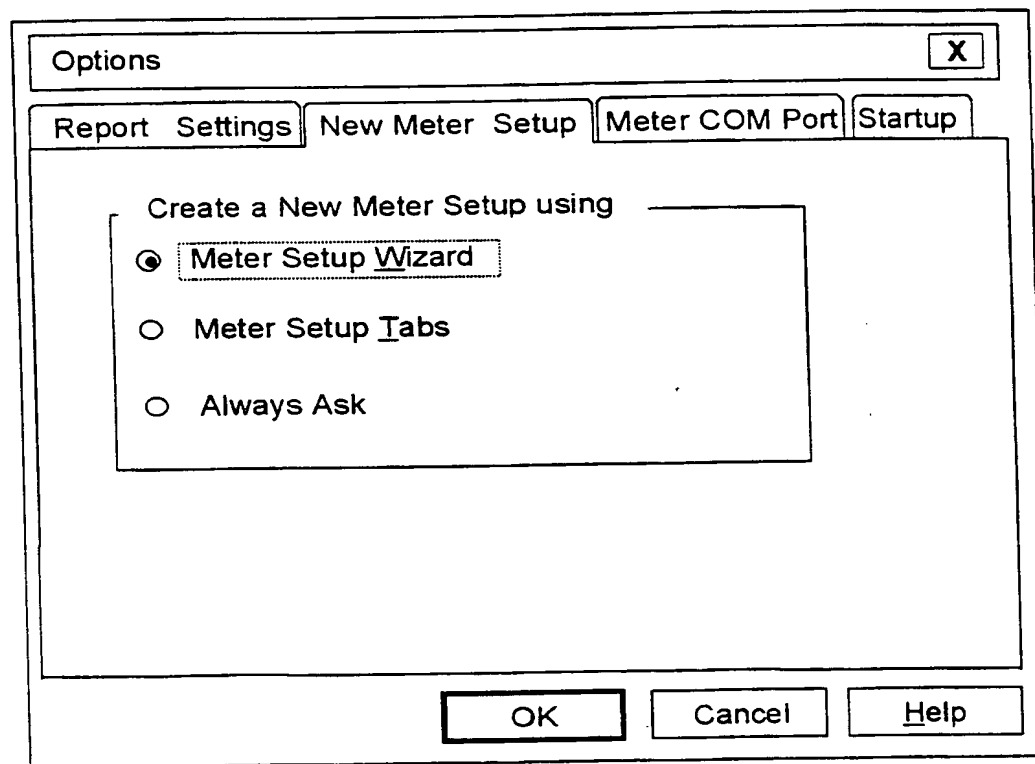 Options X
Report Settings New Meter Setup Meter COM Port Startup
Create a New Meter Setup using
Meter Setup Wizard
Meter Setup Tabs
Always Ask
OK Cancel Help